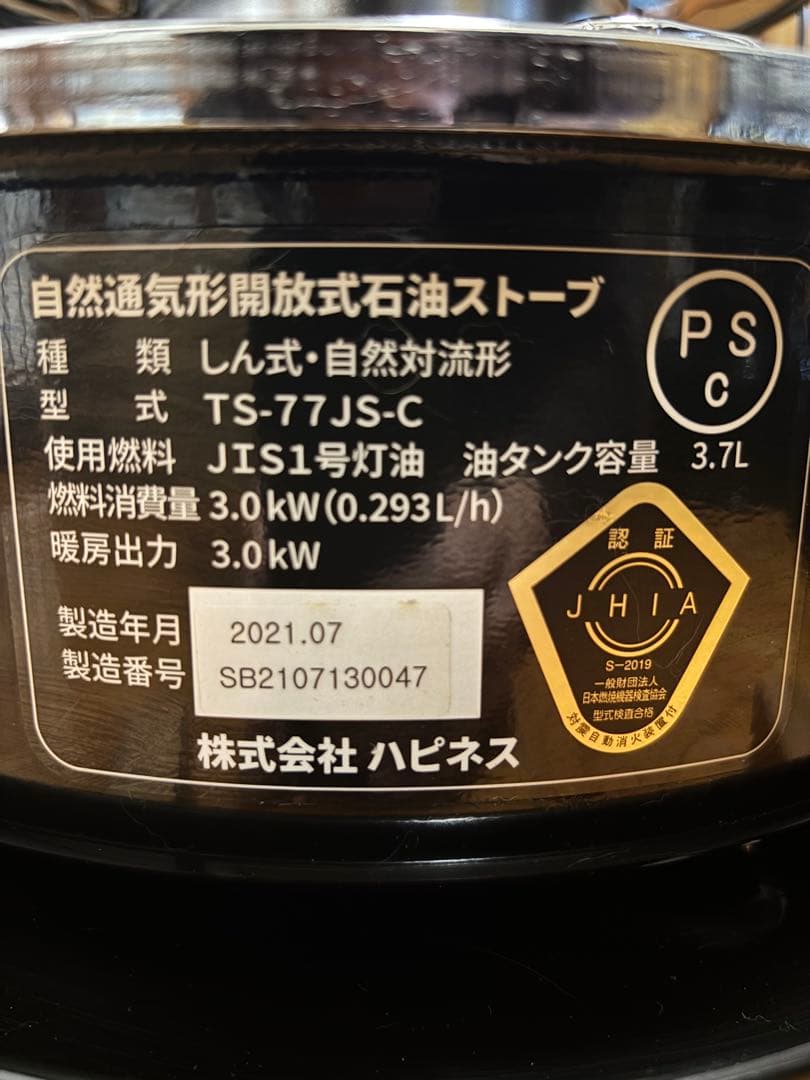 自然通気形開放式石油ストーブ
PS
C
種 類 しん式・自然対流形
型 式 TS-77JS-C
使用燃料 JIS1号灯油 油タンク容量 3.7L
燃料消費量 3.0kW(0.293L/h)
暖房出力 3.0kW
製造年月 2021.07
製造番号 SB2107130047
株式会社 ハピネス
認証
JHIA
S-2019
一般財団法人
日本燃焼機器検査協会
型式検査合格
対震自動消火装置付